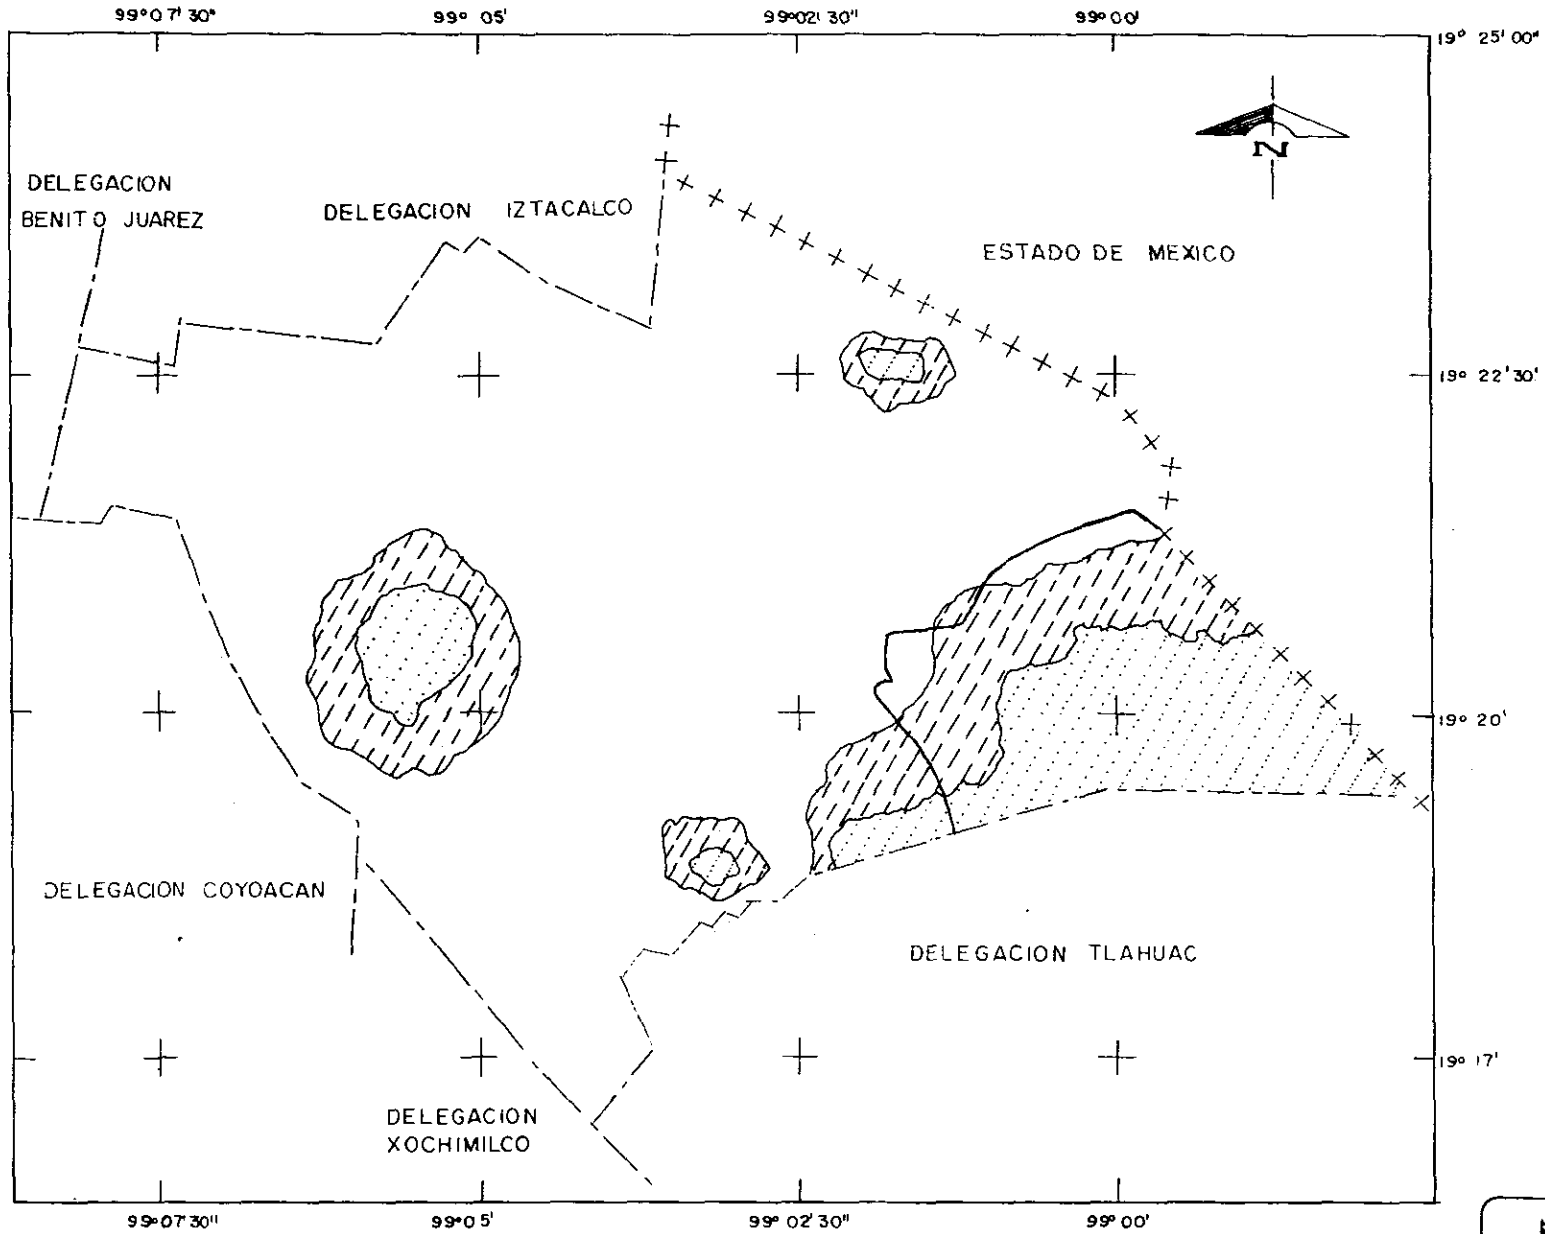 99° 07' 30"
99° 05'
99° 02' 30"
99° 00'
19° 25' 00"
N
DELEGACION
BENITO JUAREZ
DELEGACION IZTACALCO
ESTADO DE MEXICO
19° 22' 30'
19° 20'
DELEGACION COYOACAN
DELEGACION TLAHUAC
19° 17'
DELEGACION
XOCHIMILCO
99° 07' 30"
99° 05'
99° 02' 30"
99° 00'